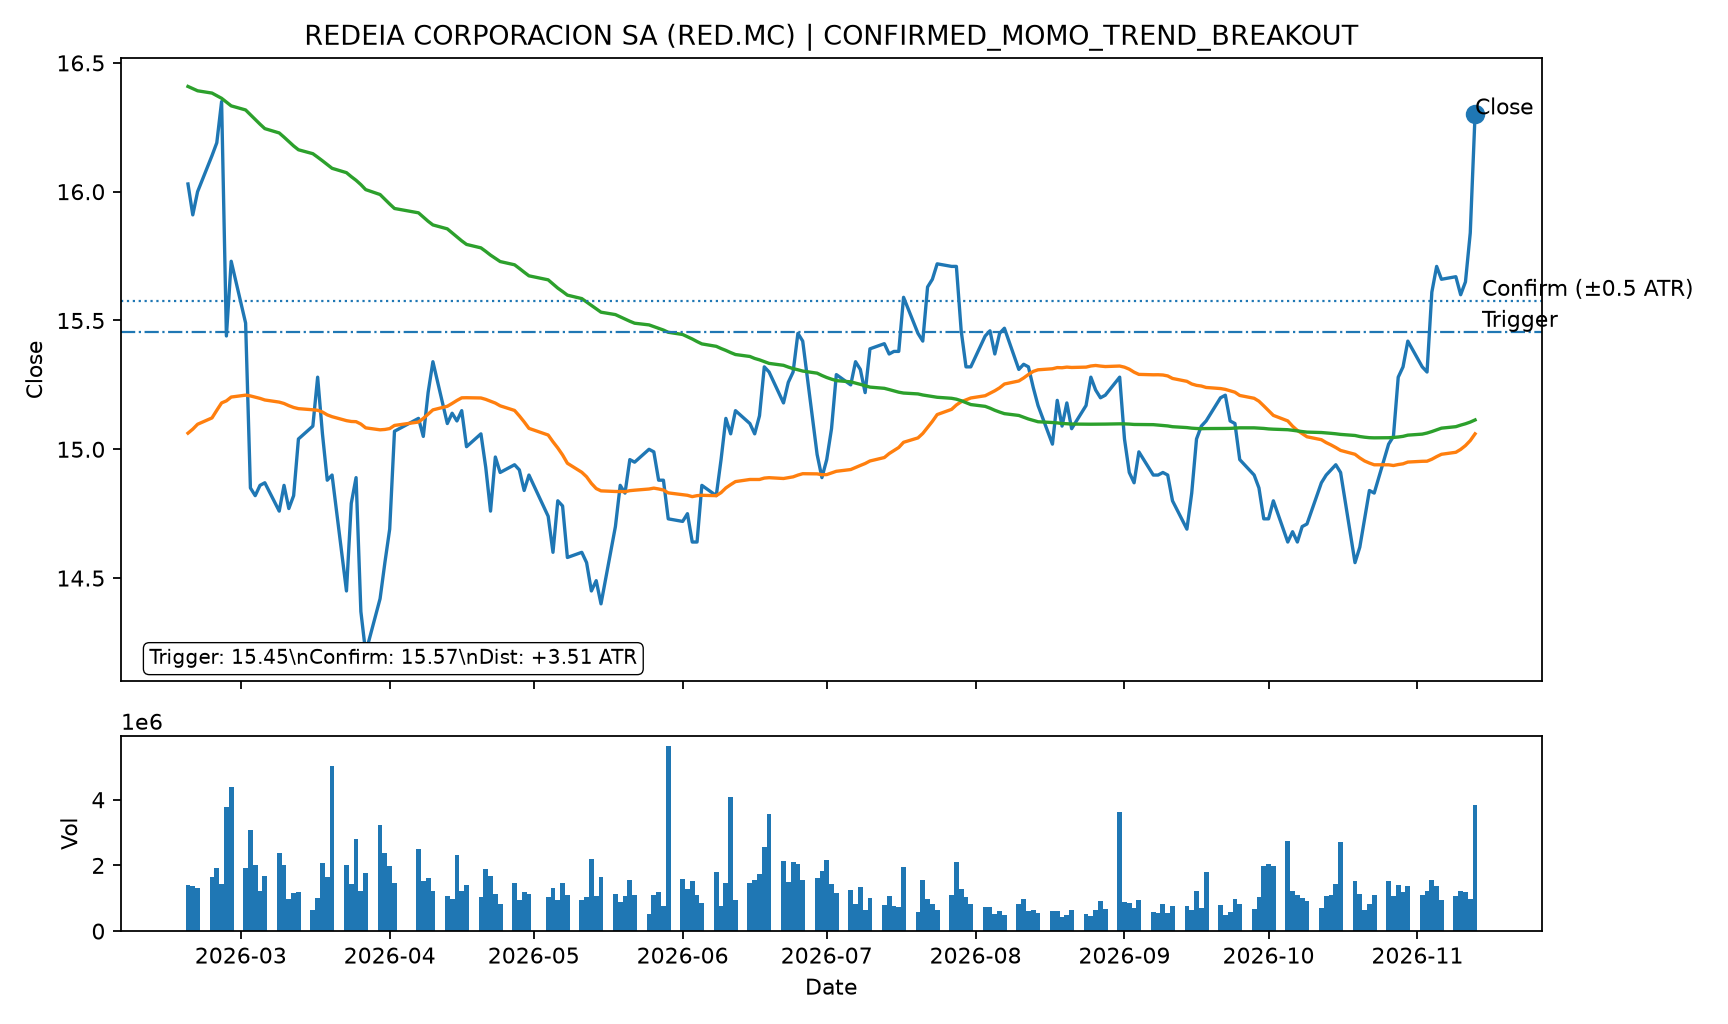 REDEIA CORPORACION SA (RED.MC) | CONFIRMED_MOMO_TREND_BREAKOUT
16.5
16.0
15.5
15.0
14.5
Close
Close
Confirm (±0.5 ATR)
Trigger
Trigger: 15.45\nConfirm: 15.57\nDist: +3.51 ATR
1e6
4
2
0
Vol
2026-03 2026-04 2026-05 2026-06 2026-07 2026-08 2026-09 2026-10 2026-11
Date